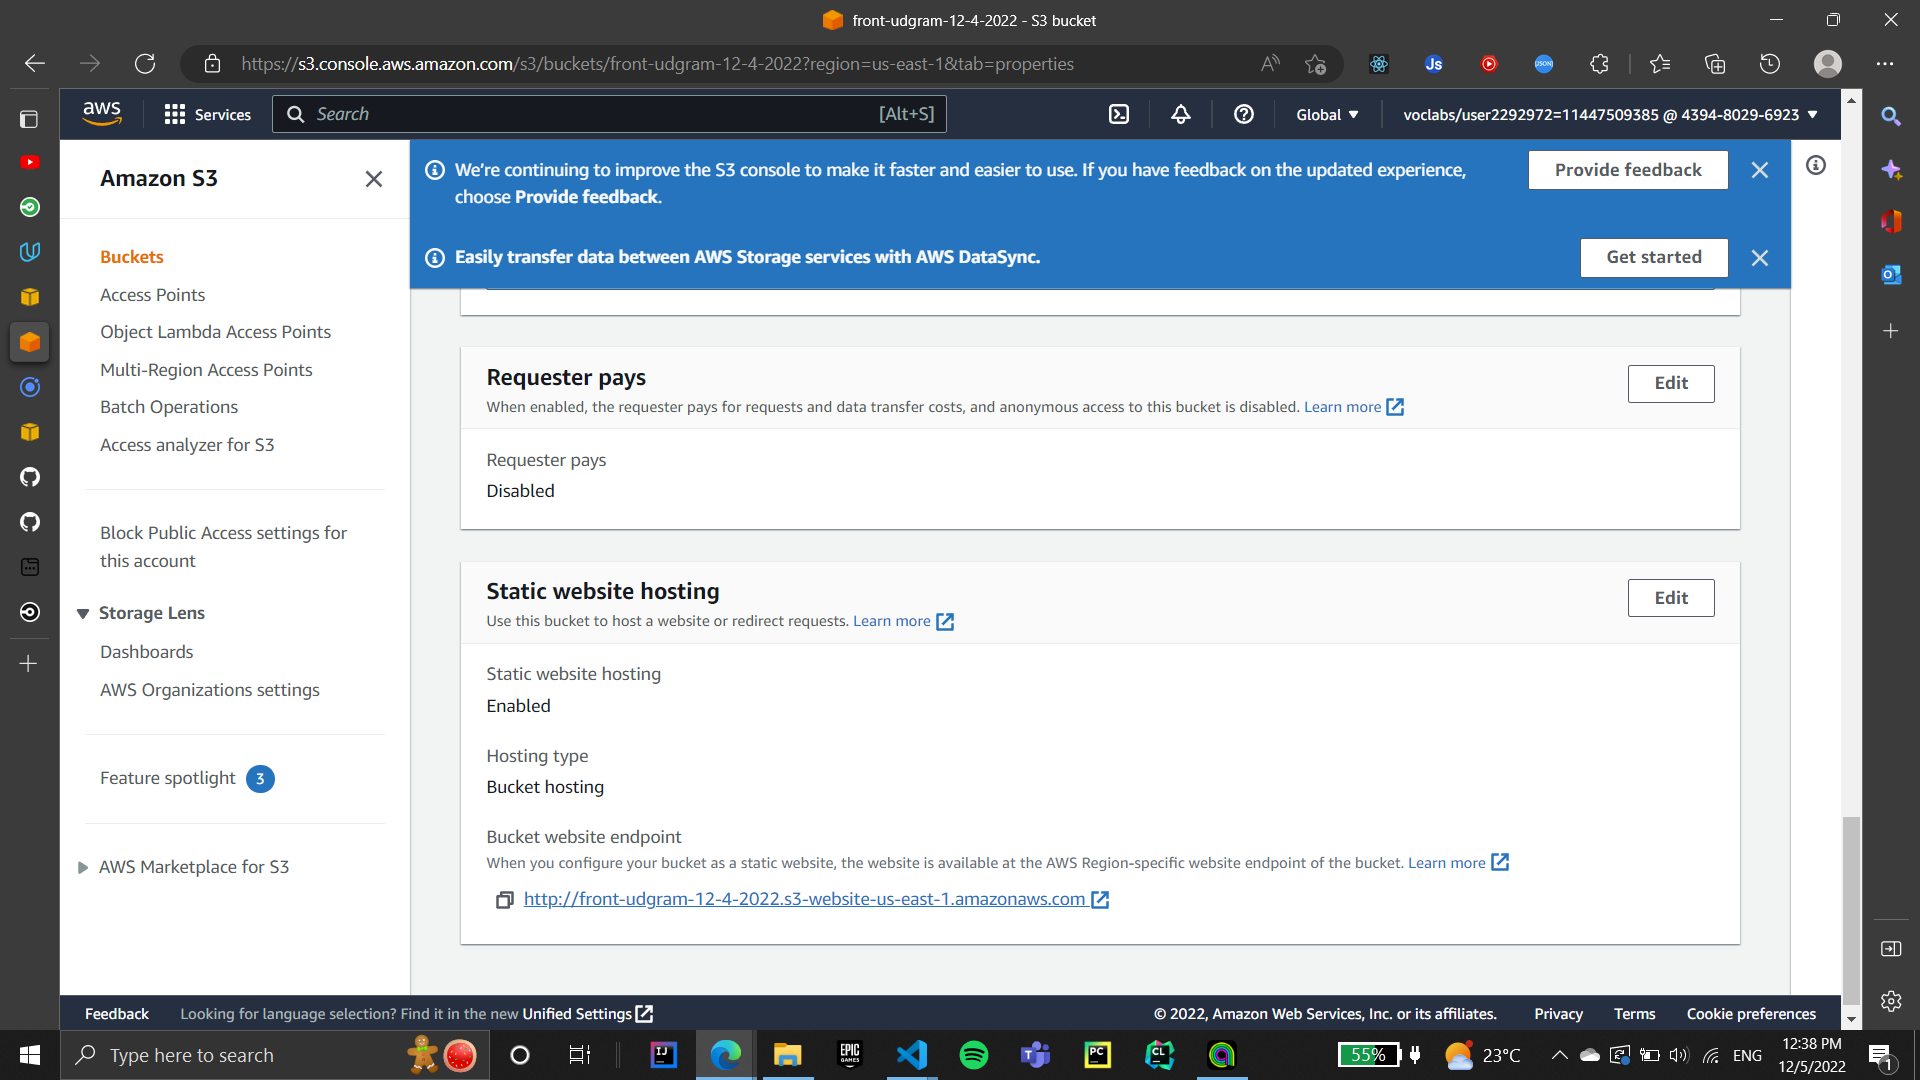 front-udgram-12-4-2022 - S3 bucket
https://s3.console.aws.amazon.com/s3/buckets/front-udgram-12-4-2022?region=us-east-1&tab=properties
aws
Services
Search
[Alt+S]
Global
voclabs/user2292972=11447509385 @ 4394-8029-6923
Amazon S3
Buckets
Access Points
Object Lambda Access Points
Multi-Region Access Points
Batch Operations
Access analyzer for S3
Block Public Access settings for
this account
Storage Lens
Dashboards
AWS Organizations settings
Feature spotlight 3
AWS Marketplace for S3
We're continuing to improve the S3 console to make it faster and easier to use. If you have feedback on the updated experience,
choose Provide feedback.
Provide feedback
Easily transfer data between AWS Storage services with AWS DataSync.
Get started
Requester pays
Edit
When enabled, the requester pays for requests and data transfer costs, and anonymous access to this bucket is disabled. Learn more
Requester pays
Disabled
Static website hosting
Edit
Use this bucket to host a website or redirect requests. Learn more
Static website hosting
Enabled
Hosting type
Bucket hosting
Bucket website endpoint
When you configure your bucket as a static website, the website is available at the AWS Region-specific website endpoint of the bucket. Learn more
http://front-udgram-12-4-2022.s3-website-us-east-1.amazonaws.com
Feedback
Looking for language selection? Find it in the new Unified Settings
© 2022, Amazon Web Services, Inc. or its affiliates.
Privacy
Terms
Cookie preferences
Type here to search
55%
23°C
ENG
12:38 PM
12/5/2022
1